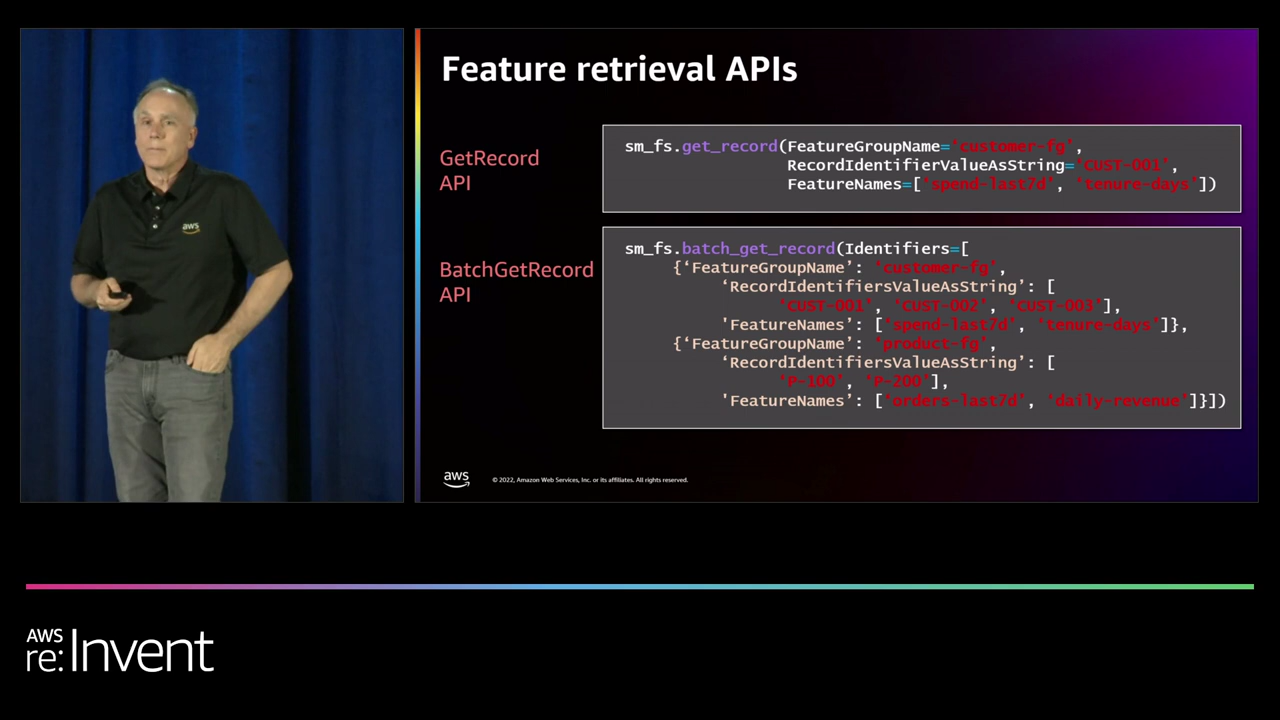 aws
Feature retrieval APIs
GetRecord
API
sm_fs.get_record(FeatureGroupName='customer-fg',
RecordIdentifierValueAsString='CUST-001',
FeatureNames=['spend-last7d', 'tenure-days'])
BatchGetRecord
API
sm_fs.batch_get_record(Identifiers=[
{‘FeatureGroupName’: ‘customer-fg’,
‘RecordIdentifiersValueAsString’: [
‘CUST-001’, ‘CUST-002’, ‘CUST-003’],
'FeatureNames’: [‘spend-last7d’, ‘tenure-days’]},
{‘FeatureGroupName’: ‘product-fg’,
‘RecordIdentifiersValueAsString’: [
‘P-100’, ‘P-200’],
'FeatureNames’: [‘orders-last7d’, ‘daily-revenue’]}])
aws
© 2022, Amazon Web Services, Inc. or its affiliates. All rights reserved.
AWS
re:Invent